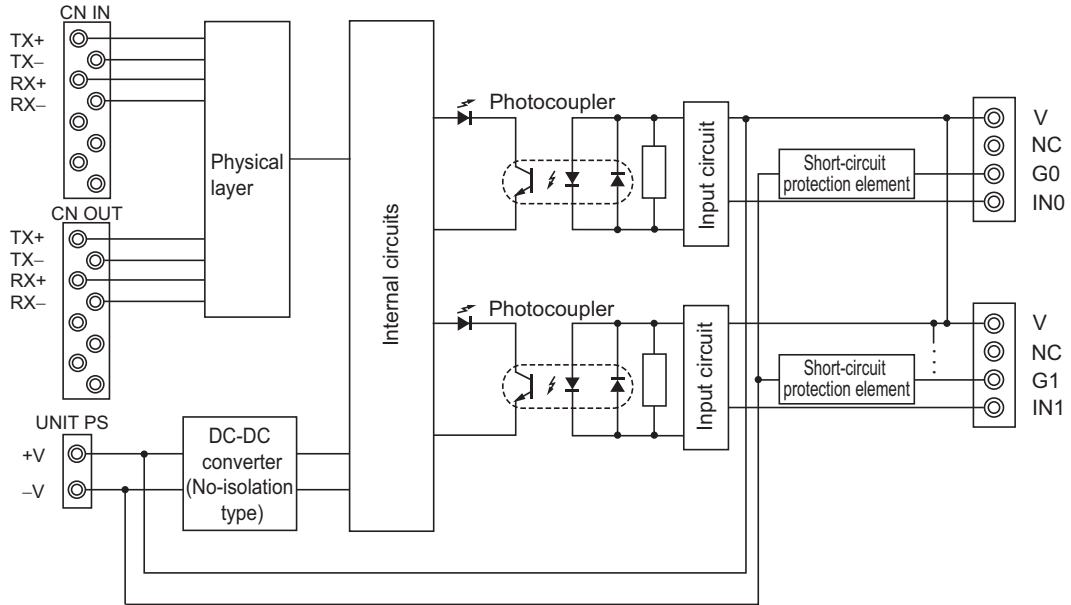 CN IN
TX+
TX−
RX+
RX−
CN OUT
TX+
TX−
RX+
RX−
UNIT PS
+V
−V
Physical
layer
DC-DC
converter
(No-isolation
type)
Internal circuits
Photocoupler
Input circuit
Short-circuit
protection element
V
NC
G0
IN0
Photocoupler
Input circuit
Short-circuit
protection element
V
NC
G1
IN1